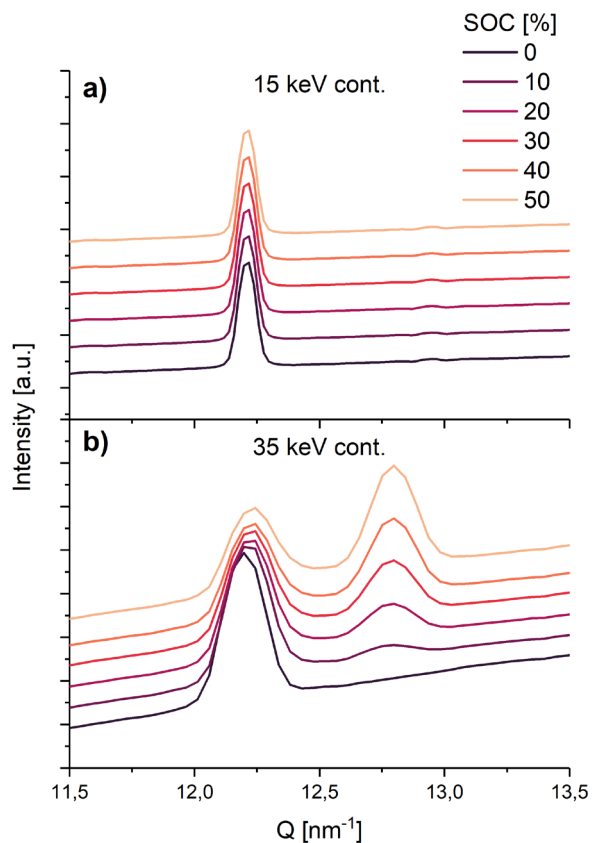 SOC [%]
0
10
20
30
40
50
a)
15 keV cont.
b)
35 keV cont.
Intensity [a.u.]
11,5
12,0
12,5
13,0
13,5
Q [nm⁻¹]